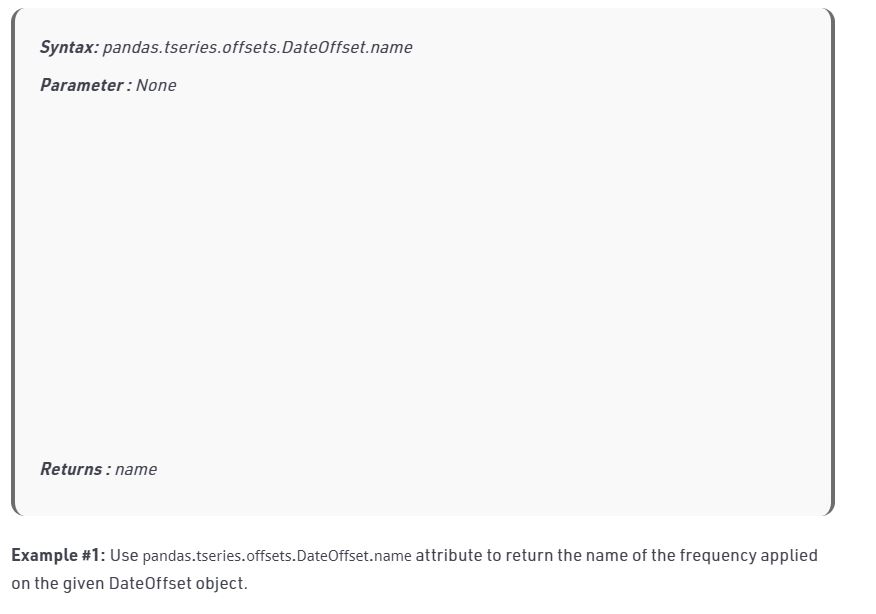 Syntax: pandas.tseries.offsets.DateOffset.name
Parameter : None
Returns : name
Example #1: Use pandas.tseries.offsets.DateOffset.name attribute to return the name of the frequency applied
on the given DateOffset object.